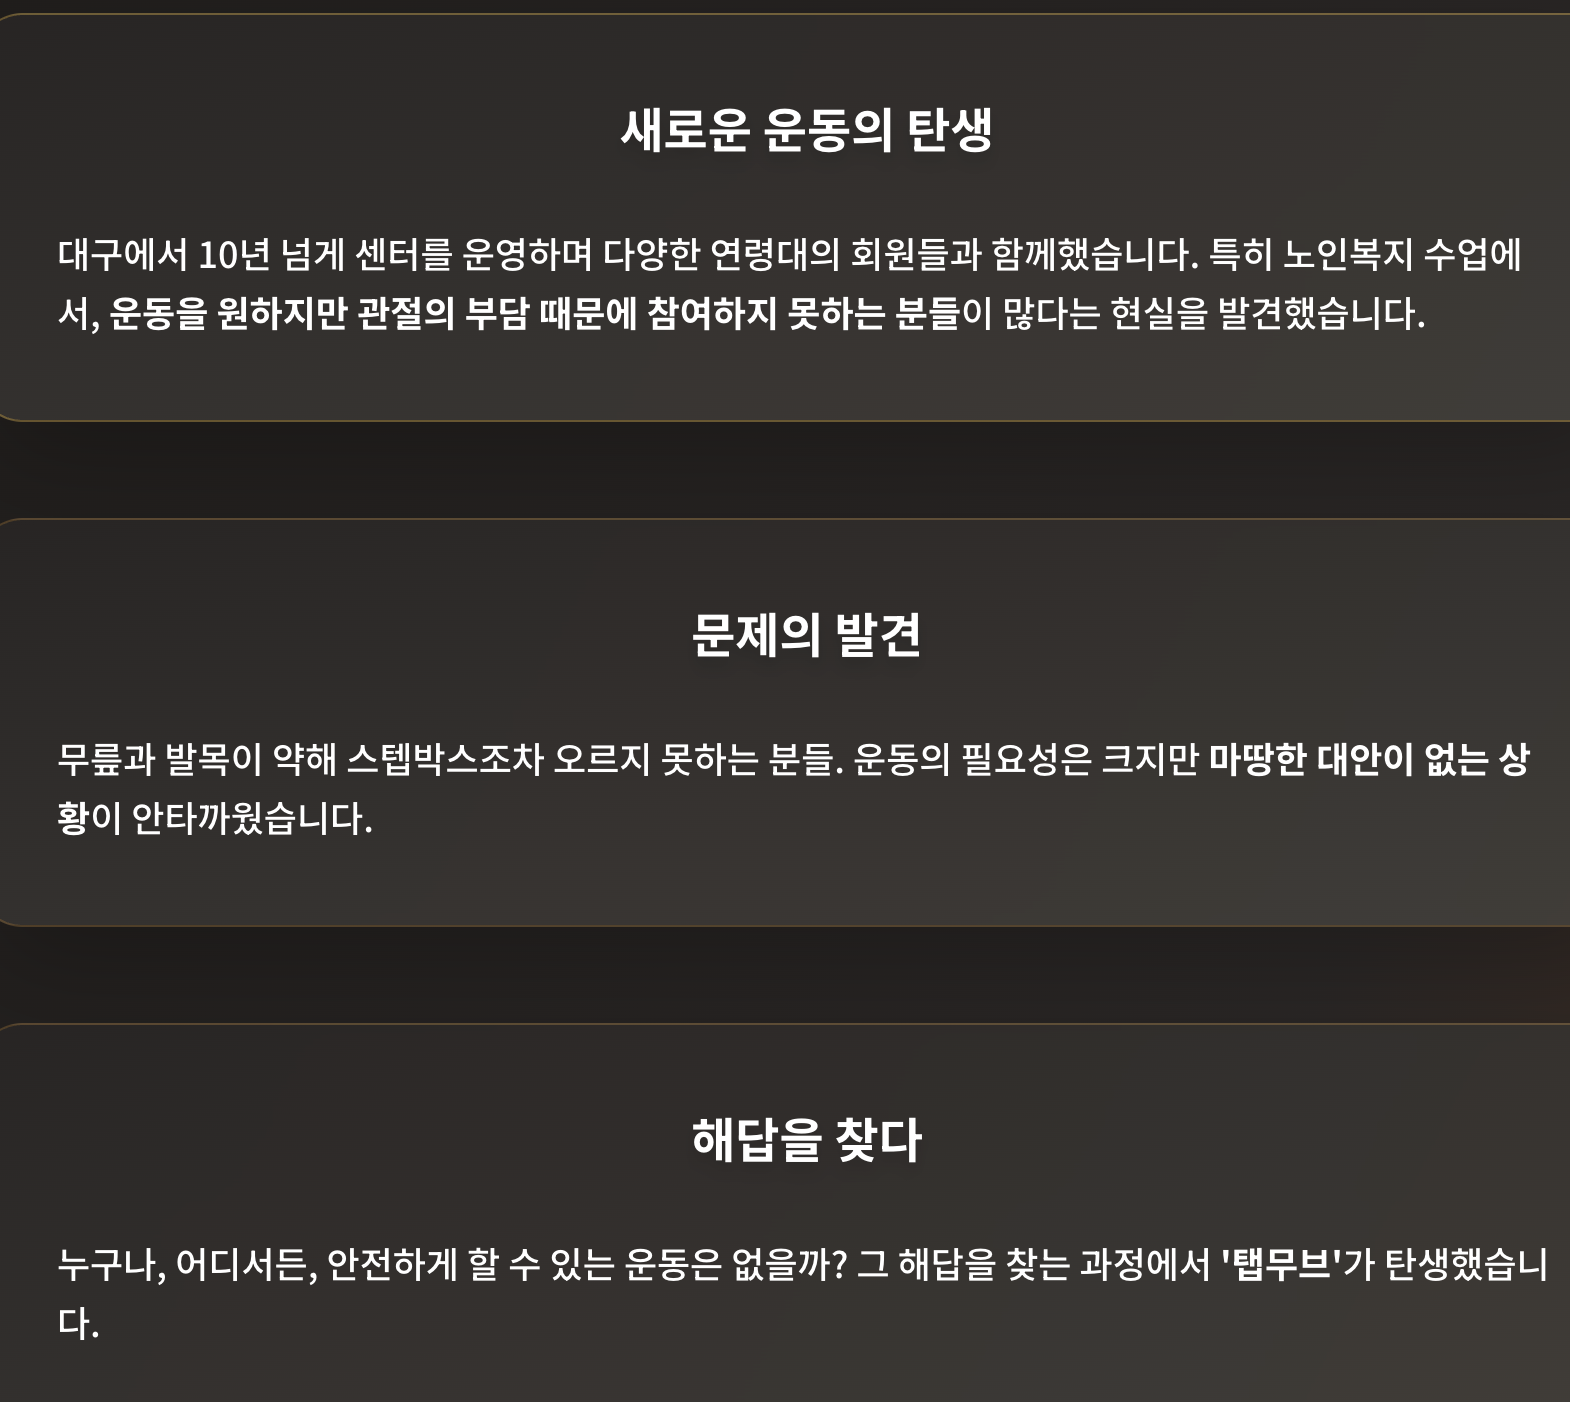 새로운 운동의 탄생
대구에서 10년 넘게 센터를 운영하며 다양한 연령대의 회원들과 함께했습니다. 특히 노인복지 수업에
서, 운동을 원하지만 관절의 부담 때문에 참여하지 못하는 분들이 많다는 현실을 발견했습니다.
문제의 발견
무릎과 발목이 약해 스텝박스조차 오르지 못하는 분들. 운동의 필요성은 크지만 마땅한 대안이 없는 상
황이 안타까웠습니다.
해답을 찾다
누구나, 어디서든, 안전하게 할 수 있는 운동은 없을까? 그 해답을 찾는 과정에서 '탭무브'가 탄생했습니
다.